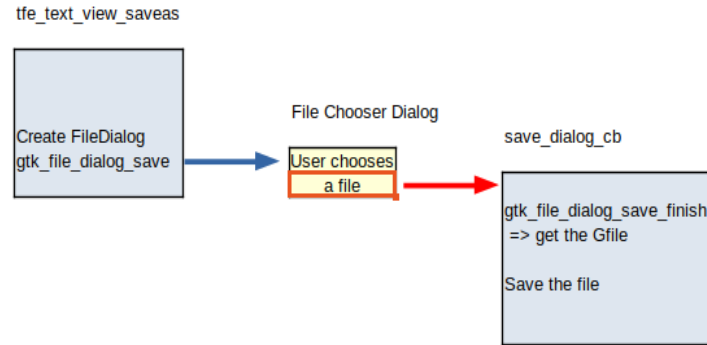 tfe_text_view_saveas
Create FileDialog
gtk_file_dialog_save
File Chooser Dialog
User chooses
a file
save_dialog_cb
gtk_file_dialog_save_finish
=> get the Gfile
Save the file